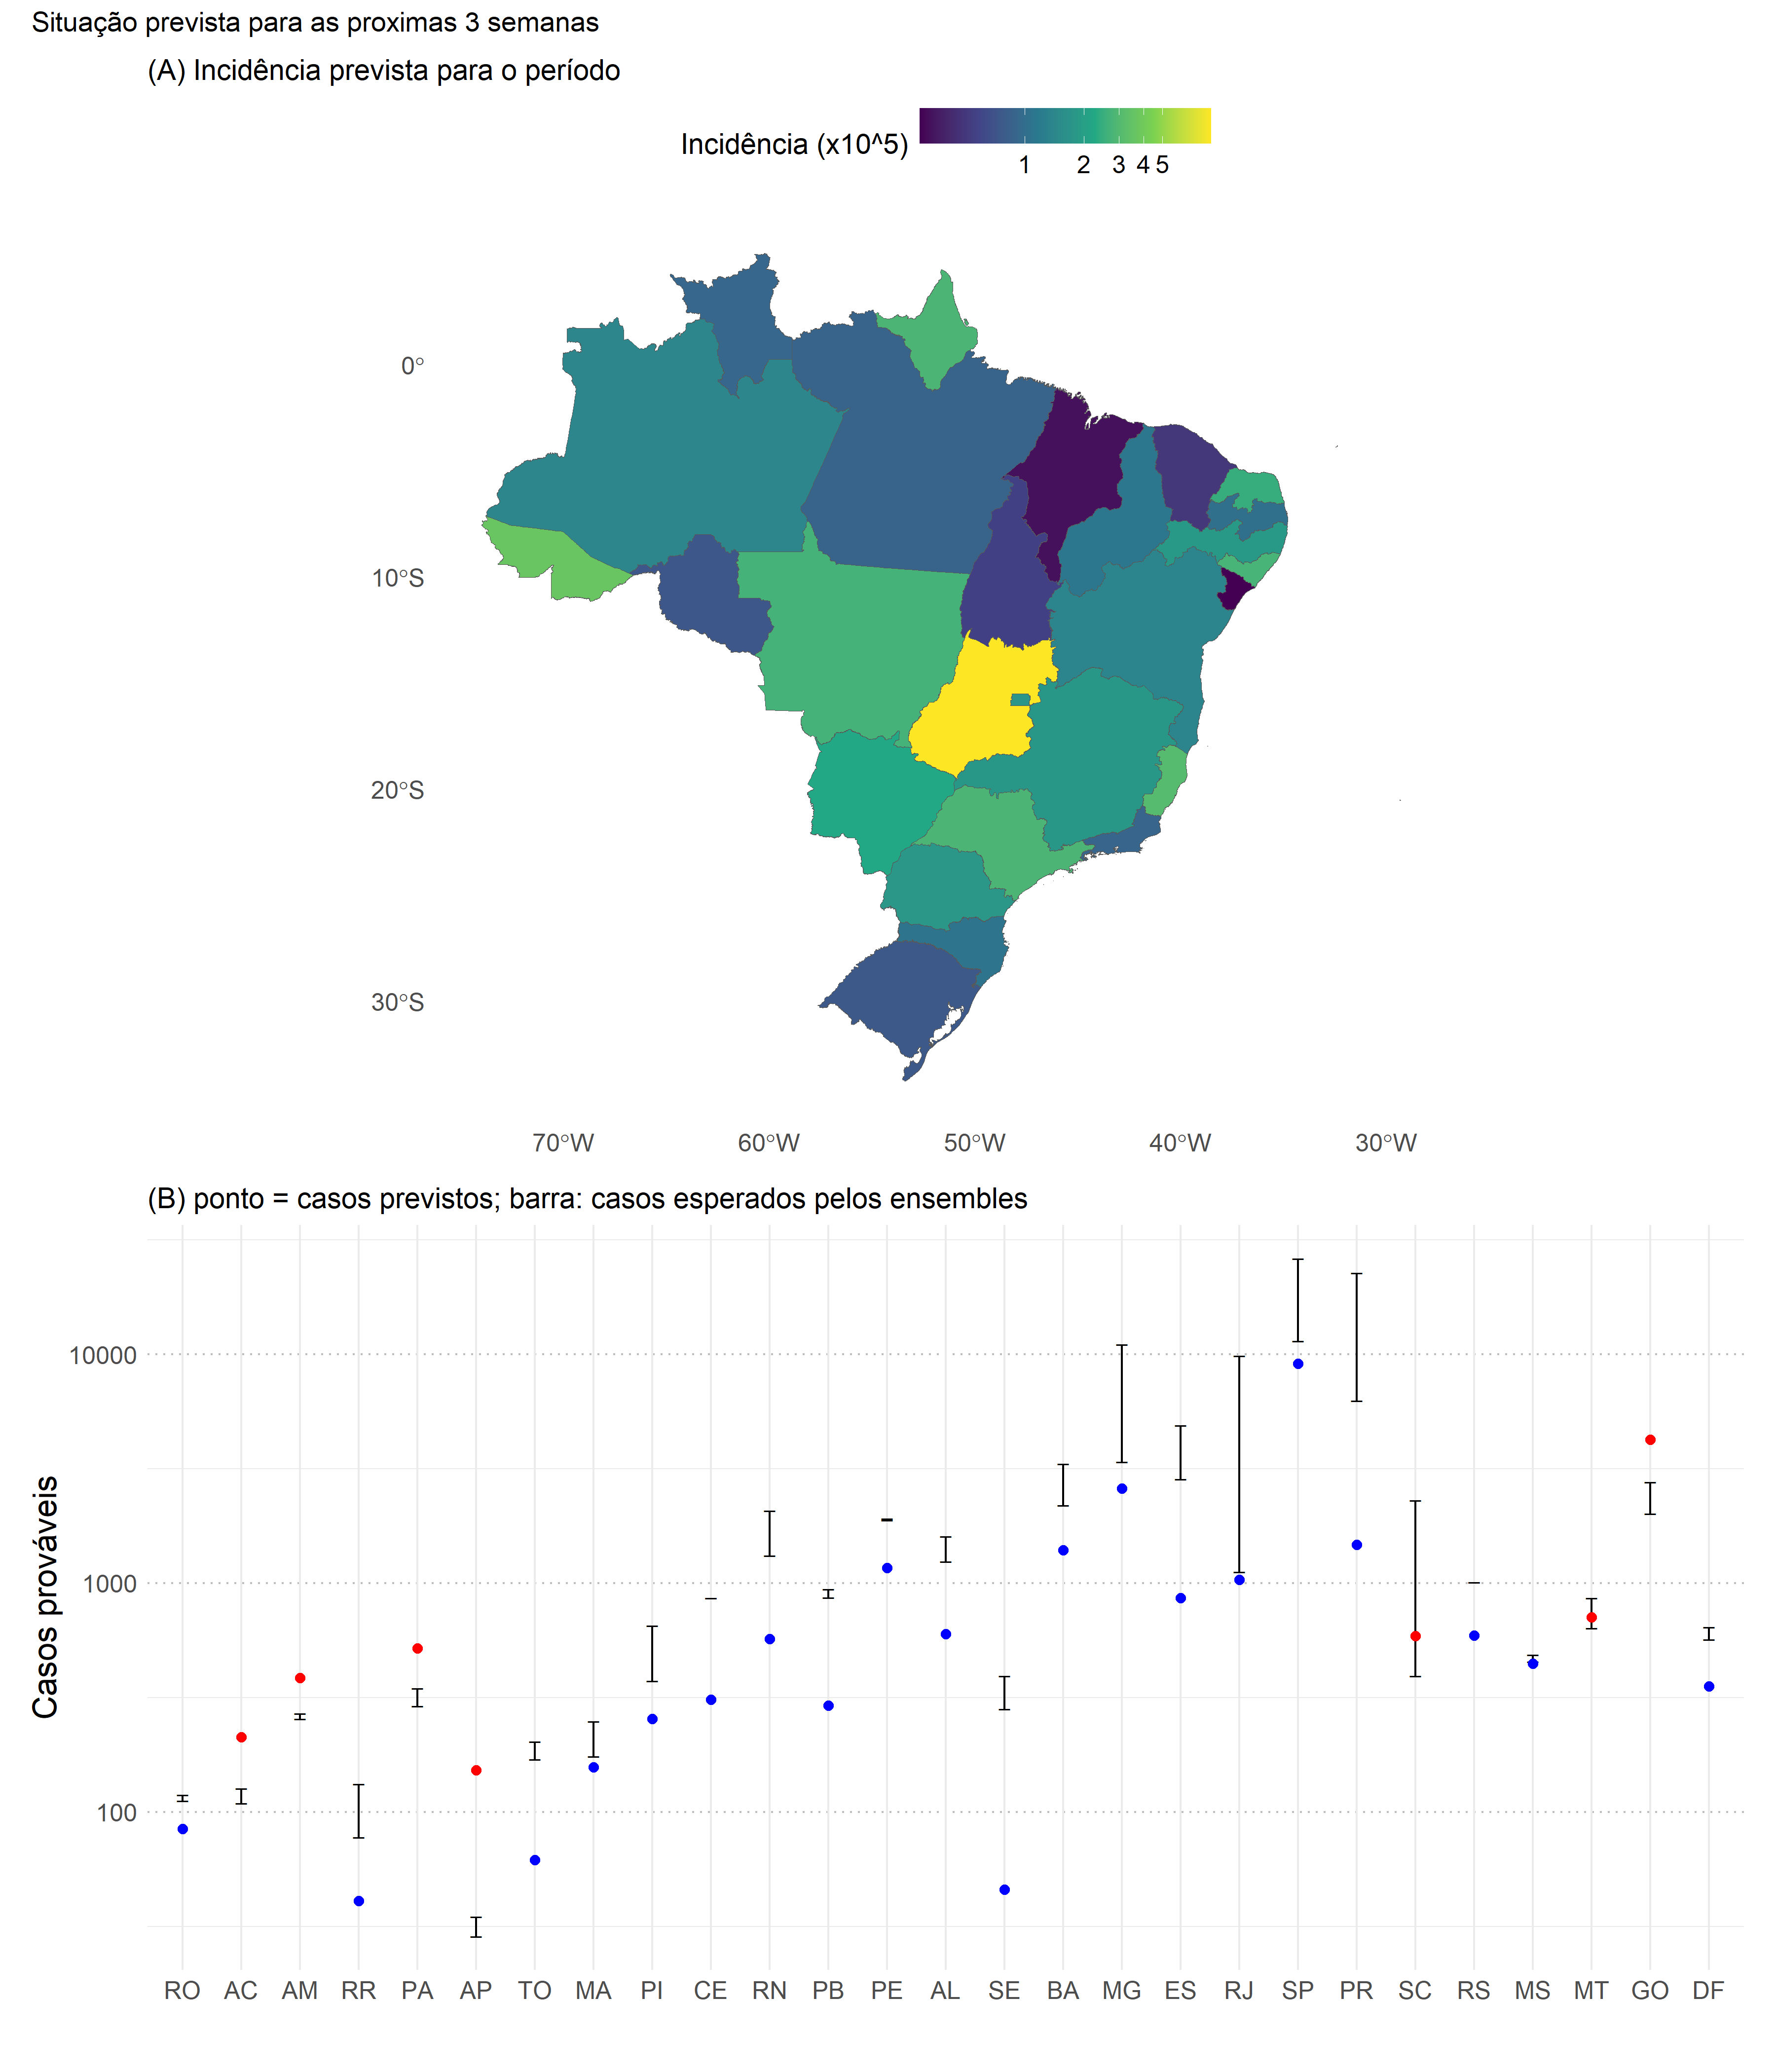 Situação prevista para as proximas 3 semanas
(A) Incidência prevista para o período
Incidência (x10^5)
1 2 3 4 5
0°
10°S
20°S
30°S
70°W 60°W 50°W 40°W 30°W
(B) ponto = casos previstos; barra: casos esperados pelos ensembles
Casos prováveis
10000
1000
100
RO AC AM RR PA AP TO MA PI CE RN PB PE AL SE BA MG ES RJ SP PR SC RS MS MT GO DF